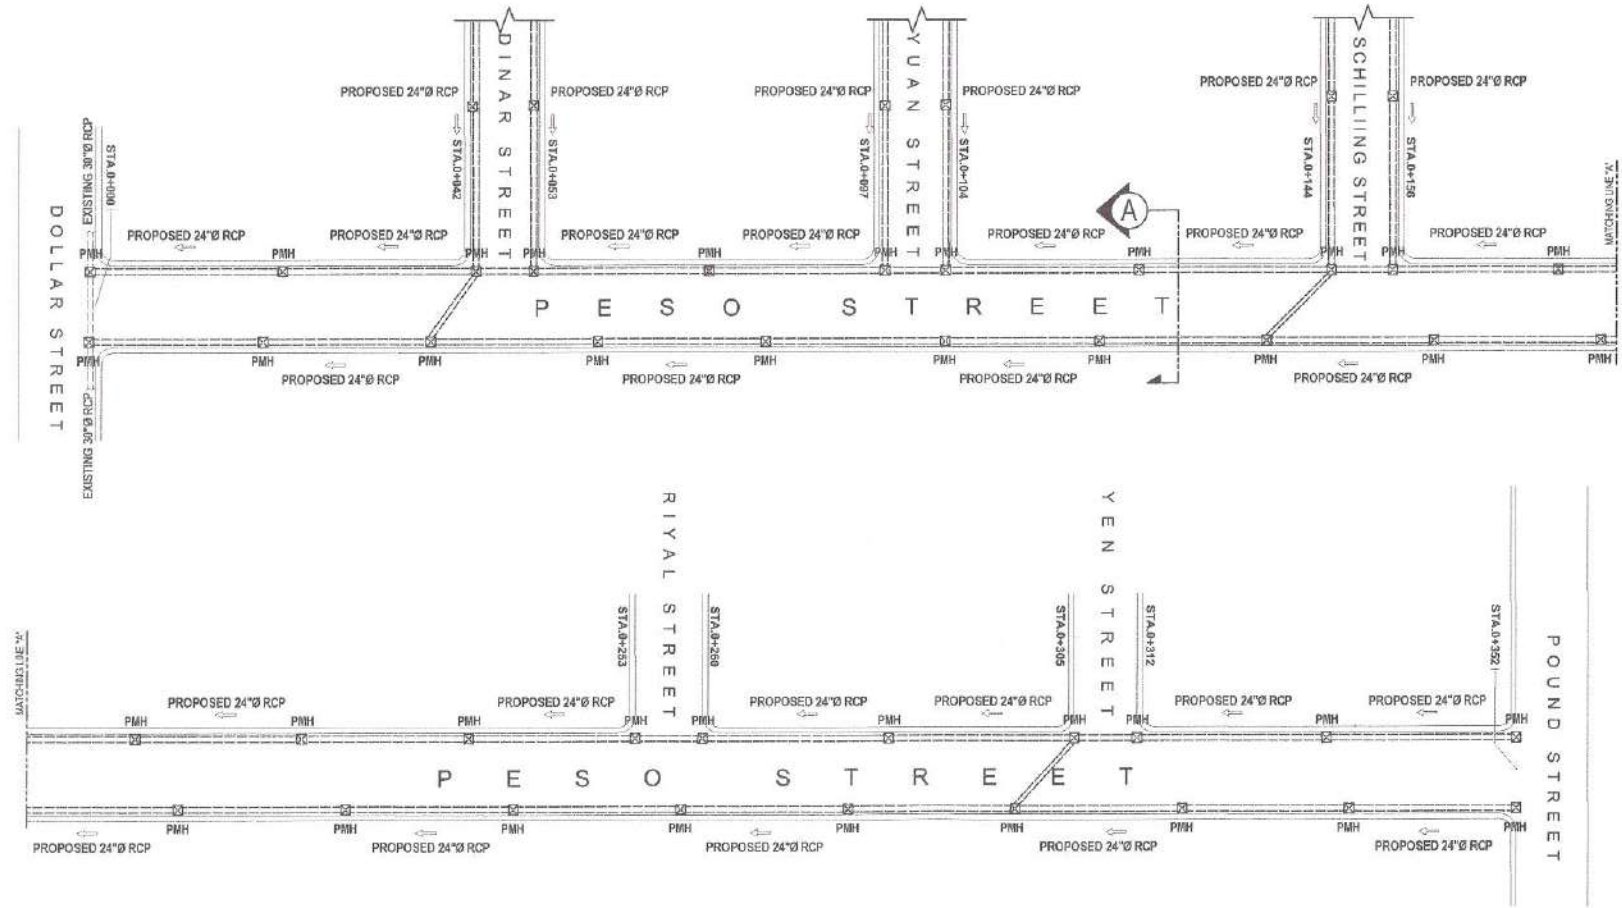 DINAR STREET
YUAN STREET
SCHILLIING STREET
PROPOSED 24"Ø RCP
PROPOSED 24"Ø RCP
PROPOSED 24"Ø RCP
PROPOSED 24"Ø RCP
PROPOSED 24"Ø RCP
PROPOSED 24"Ø RCP
EXISTING 30"Ø RCP
STA.0+000
STA.0+042
STA.0+053
STA.0+097
STA.0+104
STA.0+144
STA.0+156
MATCHING LINE "A"
DOLLAR STREET
A
PROPOSED 24"Ø RCP
PROPOSED 24"Ø RCP
PROPOSED 24"Ø RCP
PROPOSED 24"Ø RCP
PROPOSED 24"Ø RCP
PROPOSED 24"Ø RCP
PROPOSED 24"Ø RCP
PMH
PMH
PMH
PMH
PMH
PMH
PMH
PMH
PMH
PMH
PMH
PESO STREET
PMH
PMH
PMH
PMH
PMH
PMH
PMH
PMH
PMH
PMH
PROPOSED 24"Ø RCP
PROPOSED 24"Ø RCP
PROPOSED 24"Ø RCP
PROPOSED 24"Ø RCP
EXISTING 30"Ø RCP
RIYAL STREET
YEN STREET
STA.0+253
STA.0+260
STA.0+305
STA.0+312
STA.0+352
POUND STREET
MATCHING LINE "A"
PROPOSED 24"Ø RCP
PROPOSED 24"Ø RCP
PROPOSED 24"Ø RCP
PROPOSED 24"Ø RCP
PROPOSED 24"Ø RCP
PROPOSED 24"Ø RCP
PMH
PMH
PMH
PMH
PMH
PMH
PMH
PMH
PMH
PMH
PESO STREET
PMH
PMH
PMH
PMH
PMH
PMH
PMH
PMH
PMH
PROPOSED 24"Ø RCP
PROPOSED 24"Ø RCP
PROPOSED 24"Ø RCP
PROPOSED 24"Ø RCP
PROPOSED 24"Ø RCP